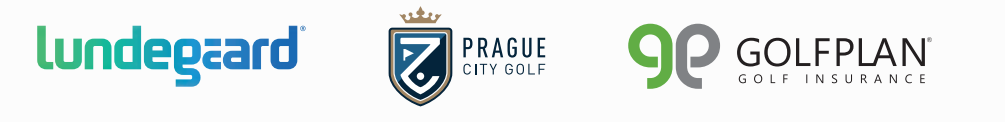 lundegaard®
PRAGUE
CITY GOLF
GOLFPLAN®
GOLF INSURANCE